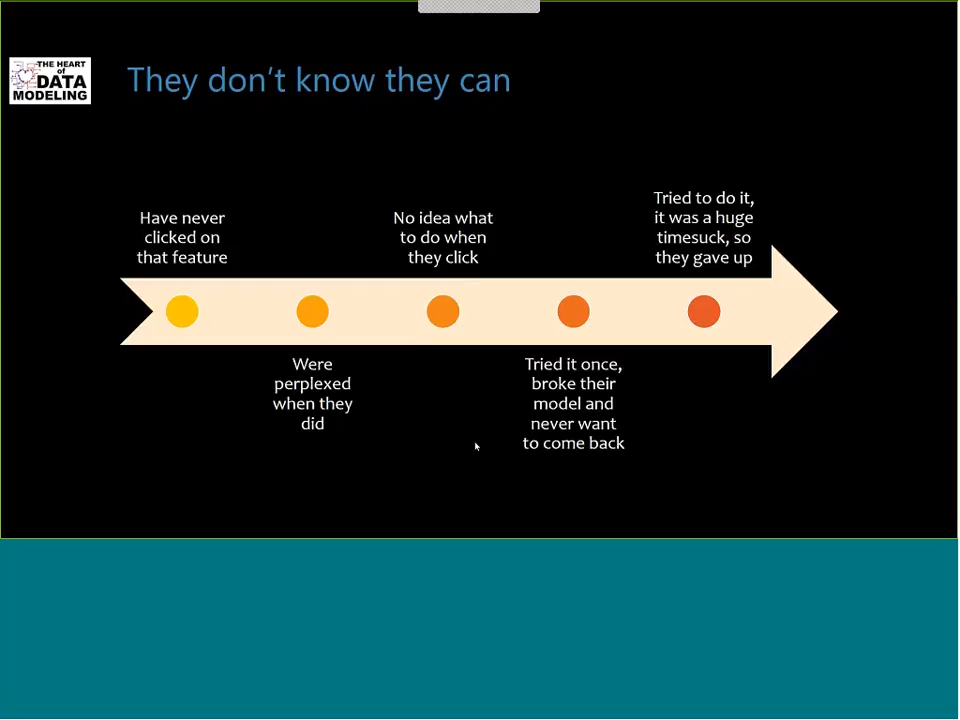 THE HEART
of
DATA
MODELING
They don't know they can
Have never
clicked on
that feature
Were
perplexed
when they
did
No idea what
to do when
they click
Tried it once,
broke their
model and
never want
to come back
Tried to do it,
it was a huge
timesuck, so
they gave up